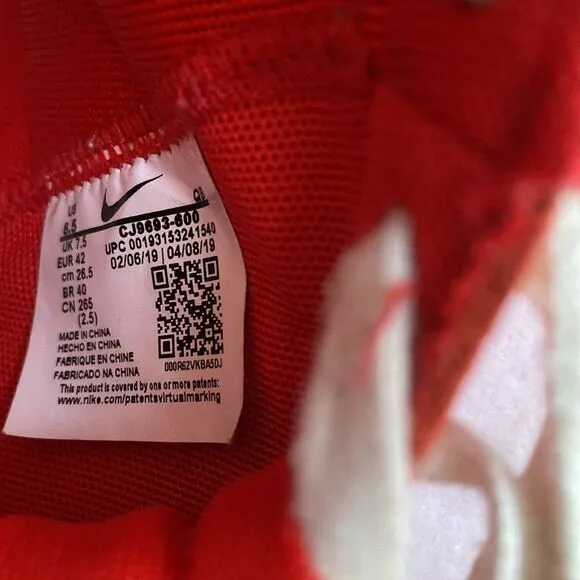 US
8.5
QS
CJ9693-600
UK 7.5
UPC 00193153241540
EUR 42
02/06/19 | 04/08/19
cm 26.5
BR 40
CN 265
(2.5)
MADE IN CHINA
HECHO EN CHINA
FABRIQUE EN CHINE
FABRICADO NA CHINA
000R62VKBA5DJ
This product is covered by one or more patents:
www.nike.com/patentsvirtualmarking